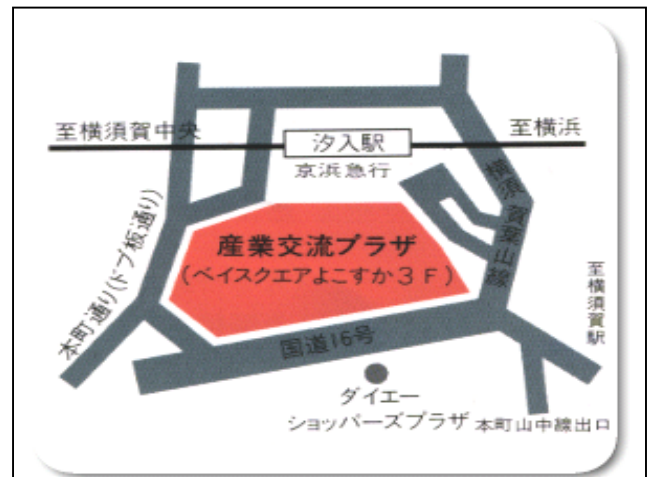 至横須賀中央
汐入駅
至横浜
京浜急行
横須賀葉山線
産業交流プラザ
(ベイスクエアよこすか3F)
本町通り(ドブ板通り)
至横須賀駅
国道16号
ダイエー
ショッパーズプラザ
本町山中線出口